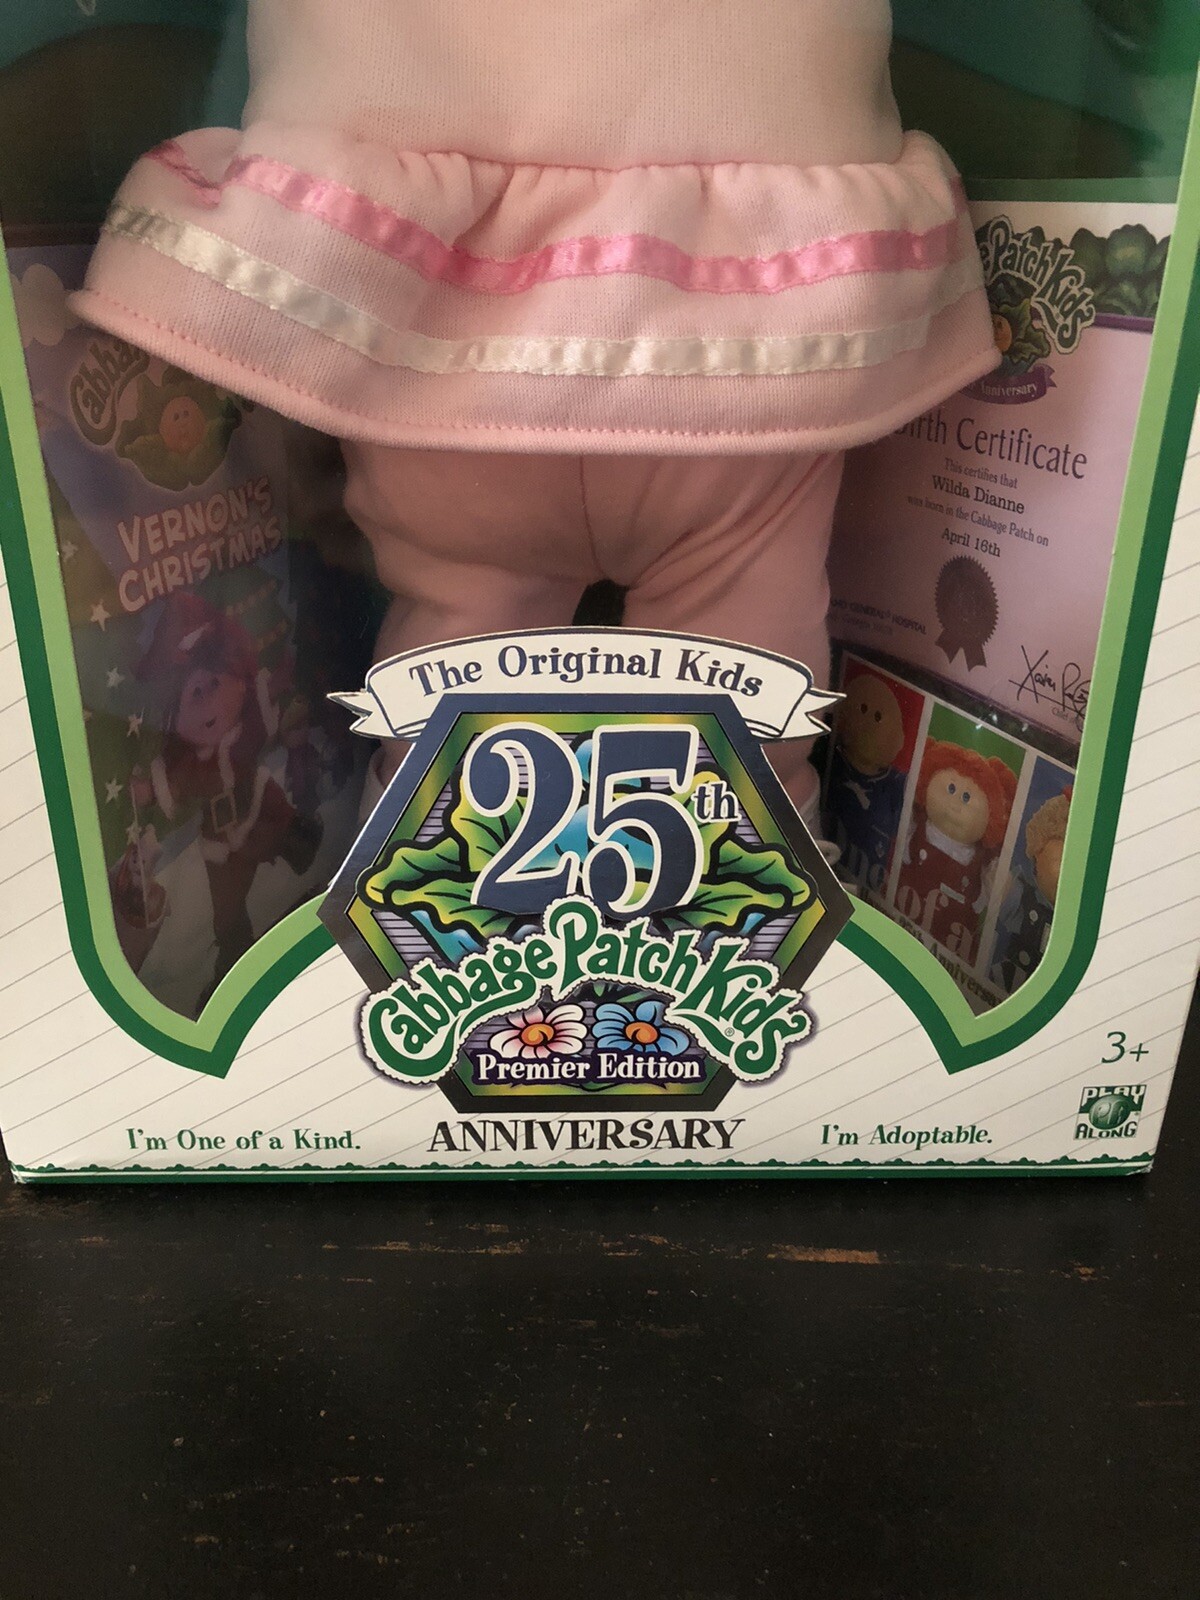 Patch Kids
Anniversary
Birth Certificate
This certifies that
Wilda Dianne
was born in the Cabbage Patch on
April 16th
GENERAL HOSPITAL
VERNON'S
CHRISTMAS
The Original Kids
25th
Cabbage Patch Kids®
Premier Edition
ANNIVERSARY
I'm One of a Kind.
I'm Adoptable.
3+
PLAY
ALONG